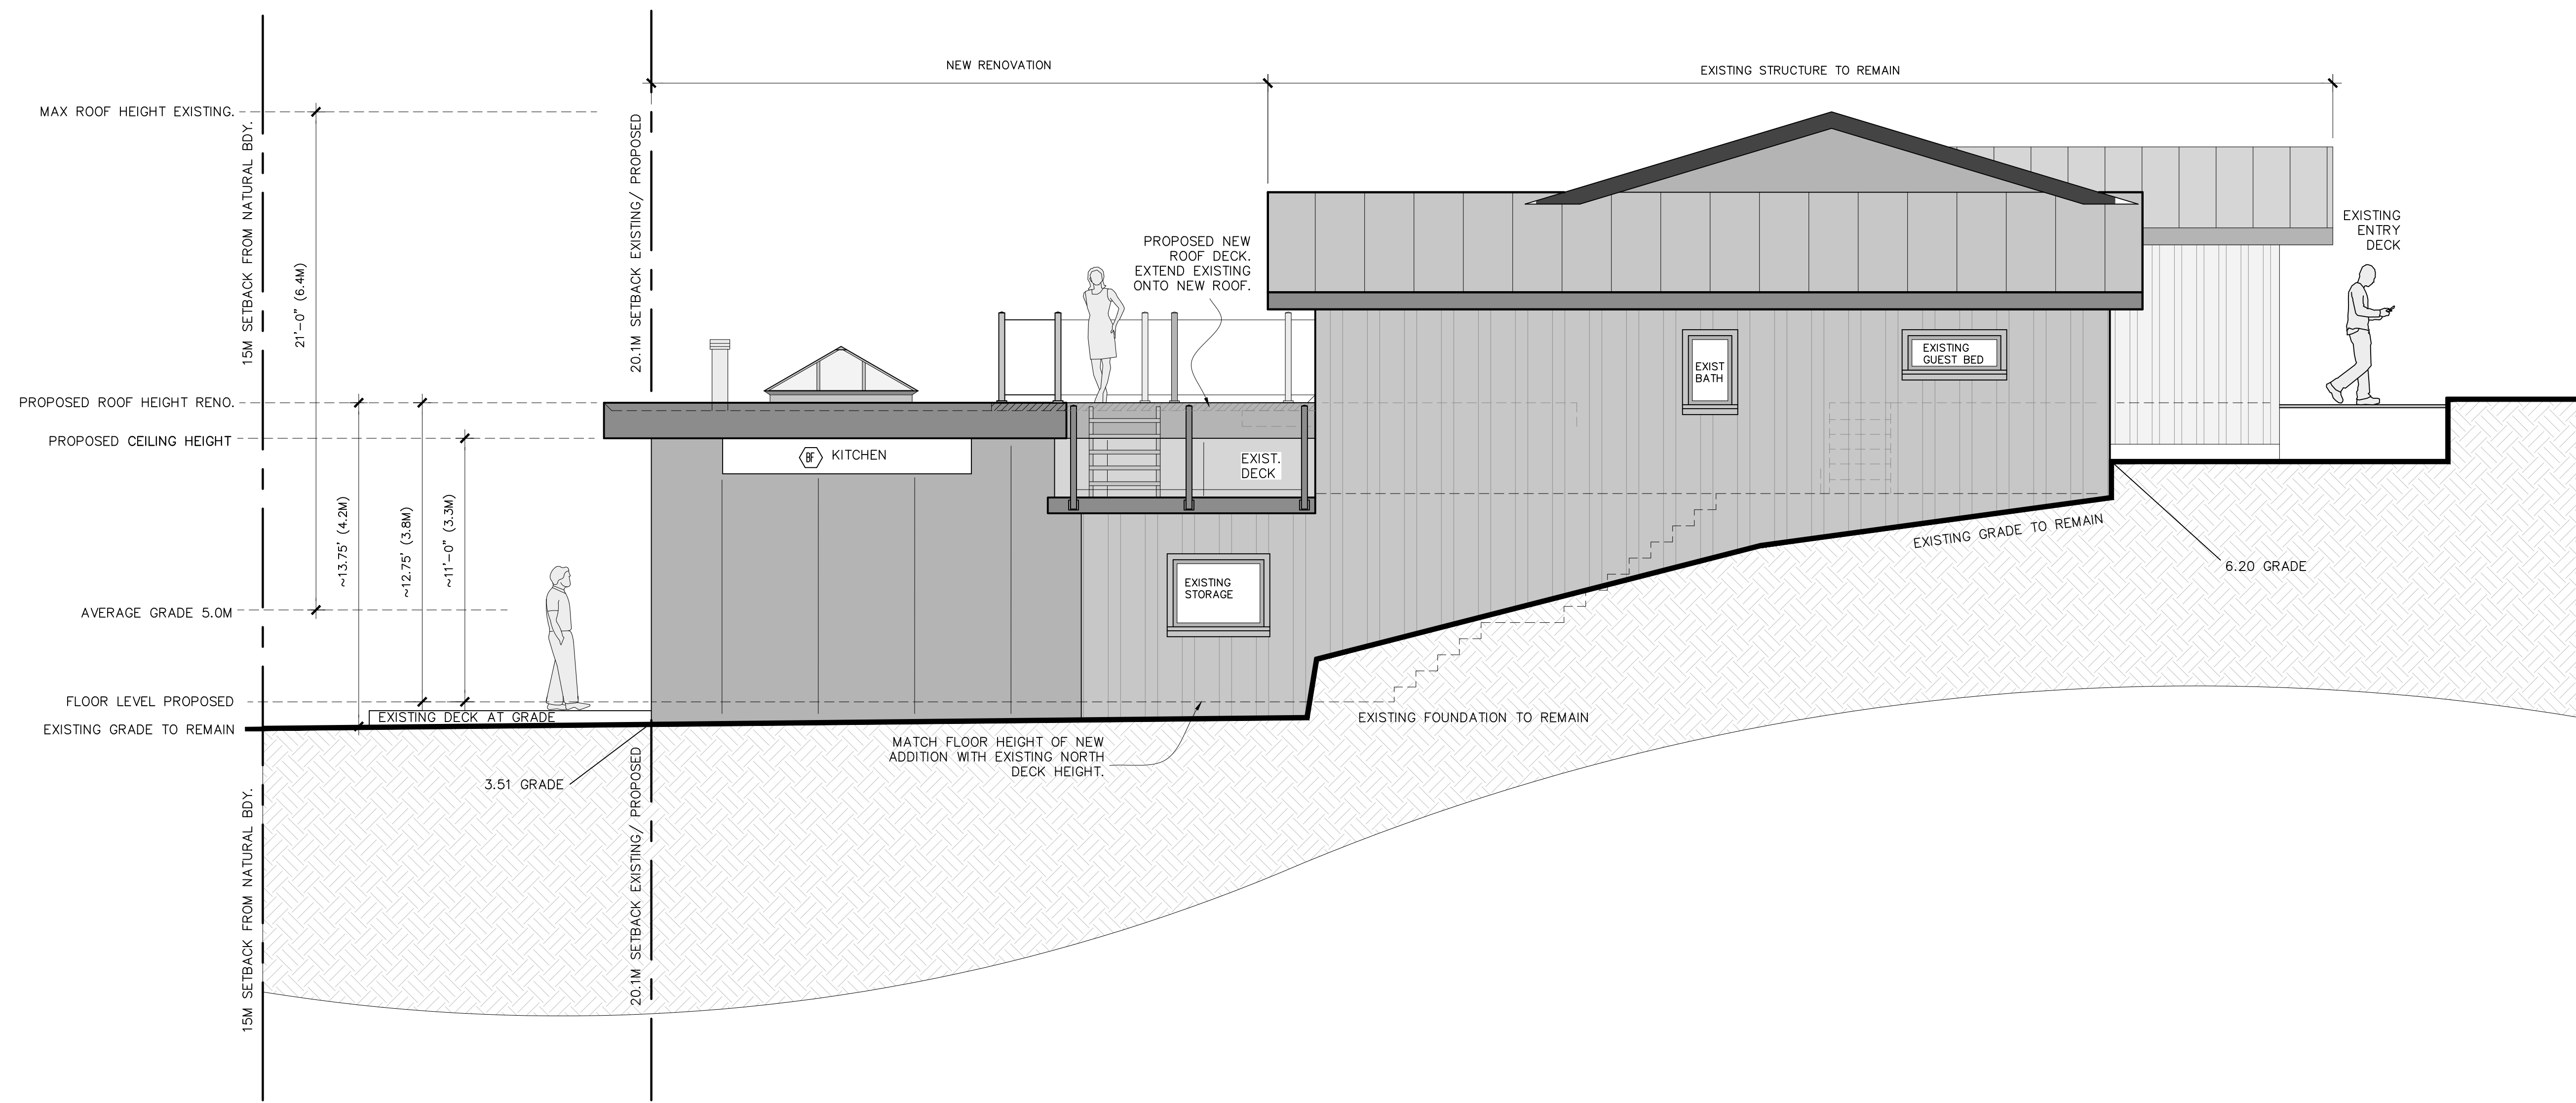 NEW RENOVATION
EXISTING STRUCTURE TO REMAIN
MAX ROOF HEIGHT EXISTING.
15M SETBACK FROM NATURAL BDY.
21'-0" (6.4M)
20.1M SETBACK EXISTING/ PROPOSED
PROPOSED NEW
ROOF DECK.
EXTEND EXISTING
ONTO NEW ROOF.
EXISTING
ENTRY
DECK
EXIST
BATH
EXISTING
GUEST BED
PROPOSED ROOF HEIGHT RENO.
PROPOSED CEILING HEIGHT
~13.75' (4.2M)
~12.75' (3.8M)
~11'-0" (3.3M)
BF
KITCHEN
EXIST.
DECK
EXISTING
STORAGE
EXISTING GRADE TO REMAIN
6.20 GRADE
AVERAGE GRADE 5.0M
FLOOR LEVEL PROPOSED
EXISTING DECK AT GRADE
EXISTING GRADE TO REMAIN
EXISTING FOUNDATION TO REMAIN
MATCH FLOOR HEIGHT OF NEW
ADDITION WITH EXISTING NORTH
DECK HEIGHT.
3.51 GRADE
15M SETBACK FROM NATURAL BDY.
20.1M SETBACK EXISTING/ PROPOSED